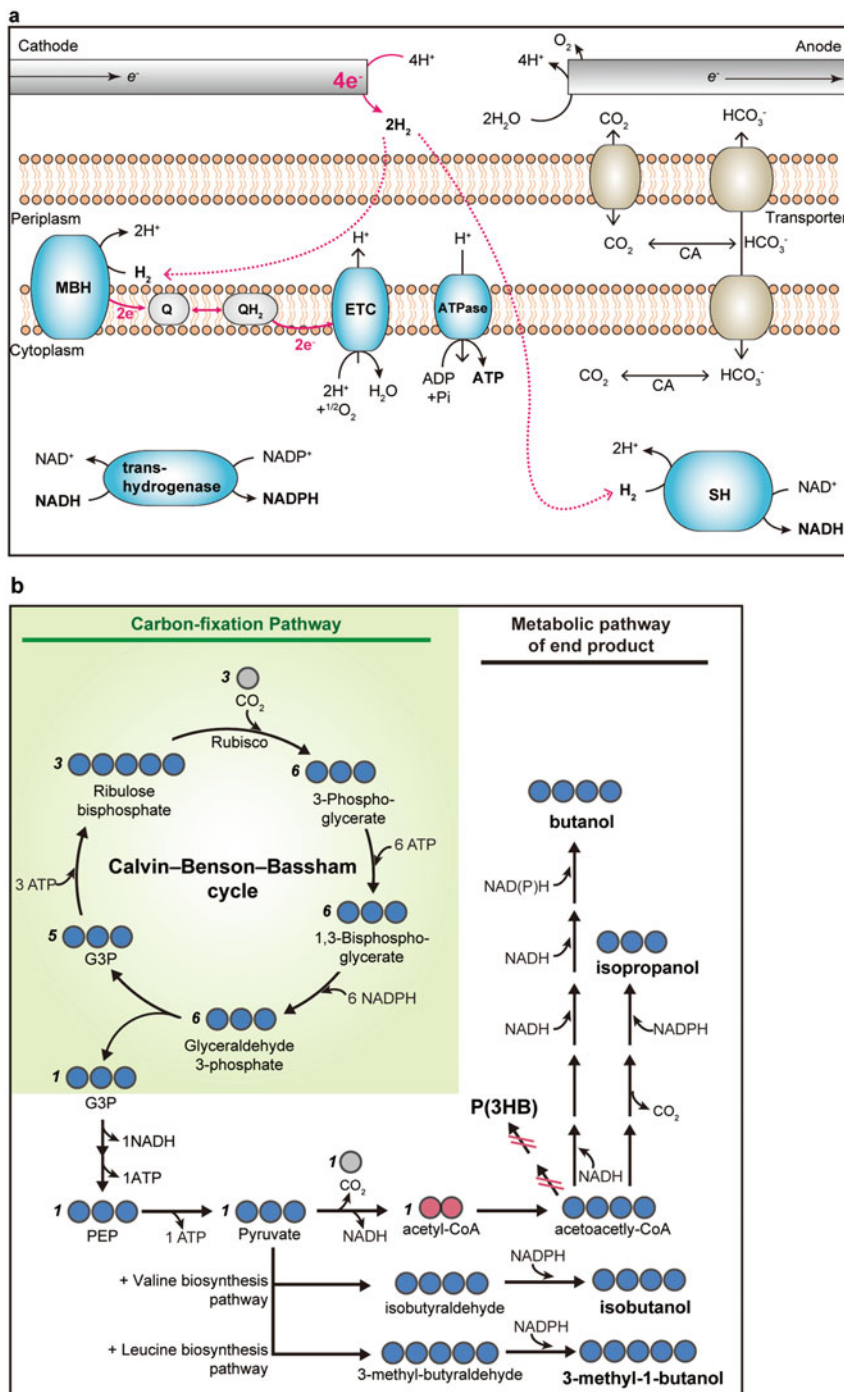 a
Cathode
Anode
e-
4e-
4H+
2H2
O2
4H+
2H2O
e-
CO2
HCO3-
Periplasm
Transporter
CO2
CA
HCO3-
MBH
2H+
H2
2e-
Q
QH2
2e-
H+
ETC
2H+
+1/2O2
H2O
H+
ATPase
ADP
+Pi
ATP
Cytoplasm
CO2
CA
HCO3-
NAD+
NADH
trans-
hydrogenase
NADP+
NADPH
2H+
H2
SH
NAD+
NADH
b
Carbon-fixation Pathway
Metabolic pathway
of end product
3
CO2
Rubisco
3
Ribulose
bisphosphate
6
3-Phospho-
glycerate
6 ATP
Calvin–Benson–Bassham
cycle
3 ATP
6
1,3-Bisphospho-
glycerate
6 NADPH
5
G3P
6
Glyceraldehyde
3-phosphate
1
G3P
butanol
NAD(P)H
NADH
NADH
isopropanol
NADPH
CO2
P(3HB)
NADH
1NADH
1ATP
1
PEP
1 ATP
1
Pyruvate
1
CO2
NADH
1
acetyl-CoA
acetoacetly-CoA
+ Valine biosynthesis
pathway
isobutyraldehyde
NADPH
isobutanol
+ Leucine biosynthesis
pathway
3-methyl-butyraldehyde
NADPH
3-methyl-1-butanol